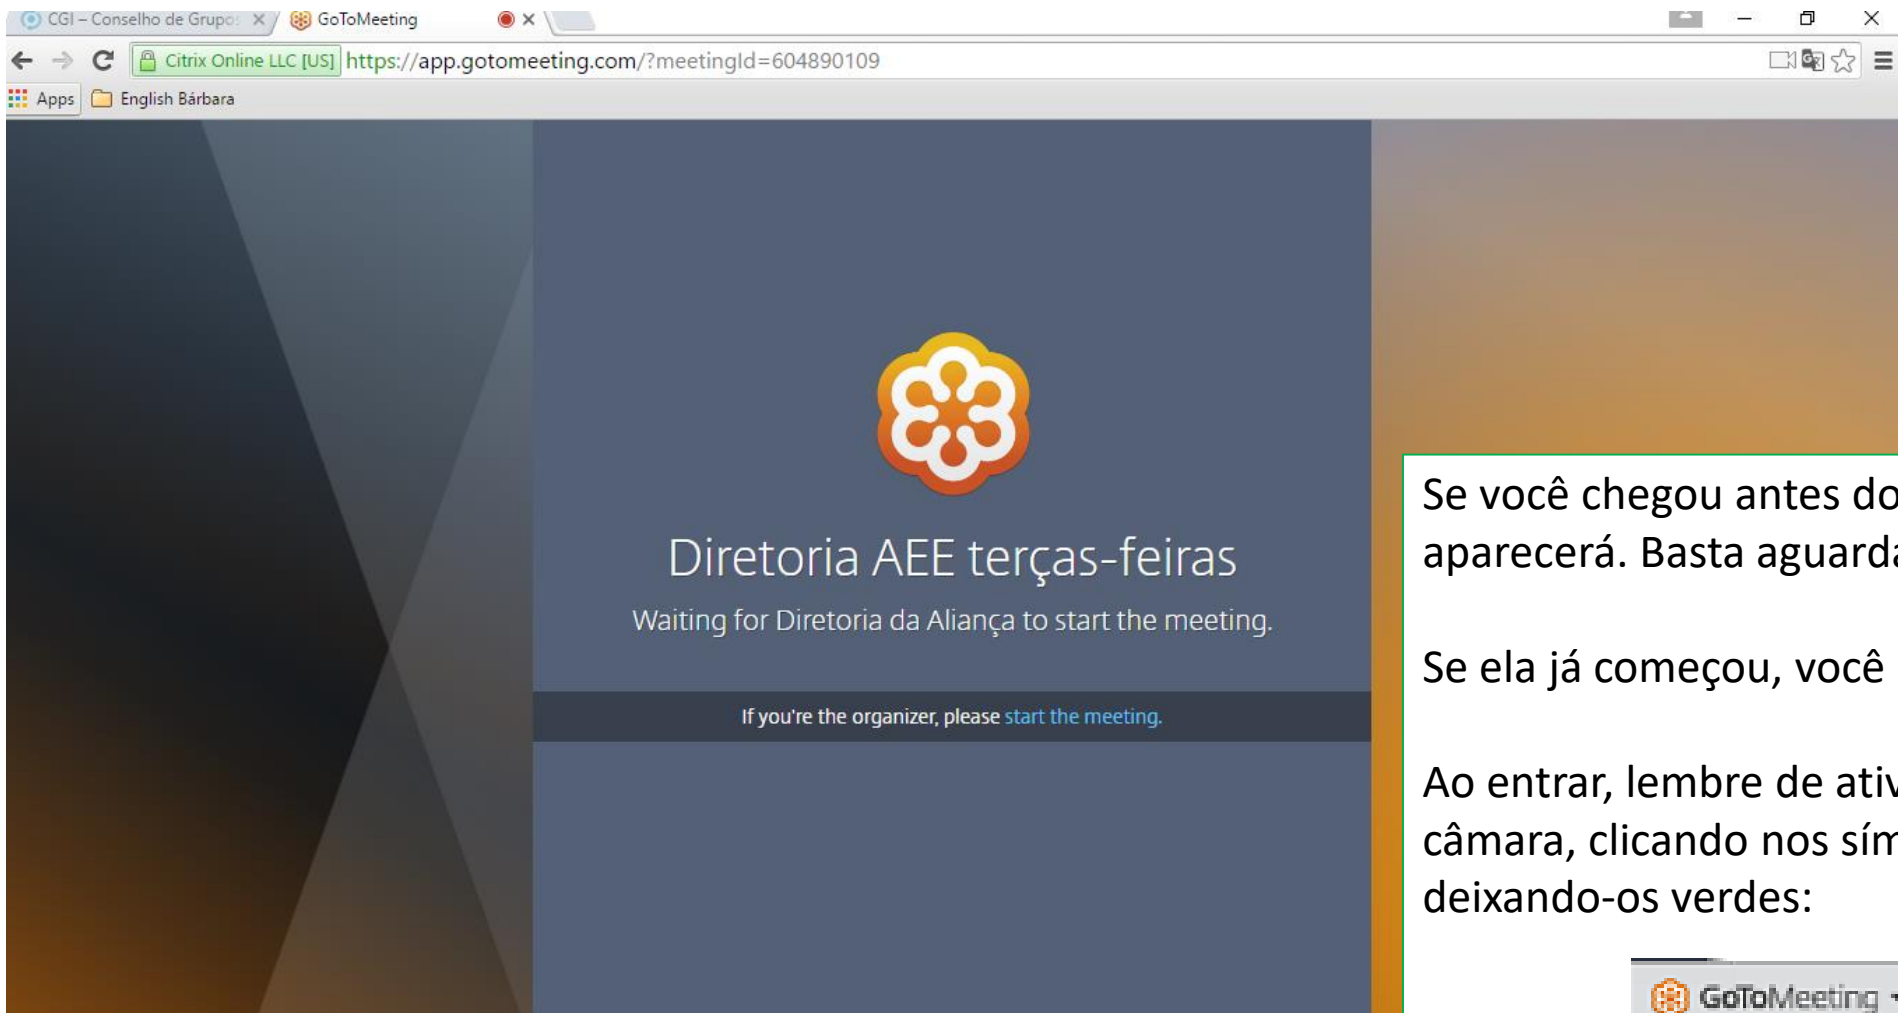 CGI – Conselho de Grupos
GoToMeeting
Citrix Online LLC [US]
https://app.gotomeeting.com/?meetingId=604890109
Apps
English Bárbara
Diretoria AEE terças-feiras
Waiting for Diretoria da Aliança to start the meeting.
If you're the organizer, please start the meeting.
Se você chegou antes do
aparecerá. Basta aguarda
Se ela já começou, você
Ao entrar, lembre de ativ
câmara, clicando nos sím
deixando-os verdes:
GoToMeeting